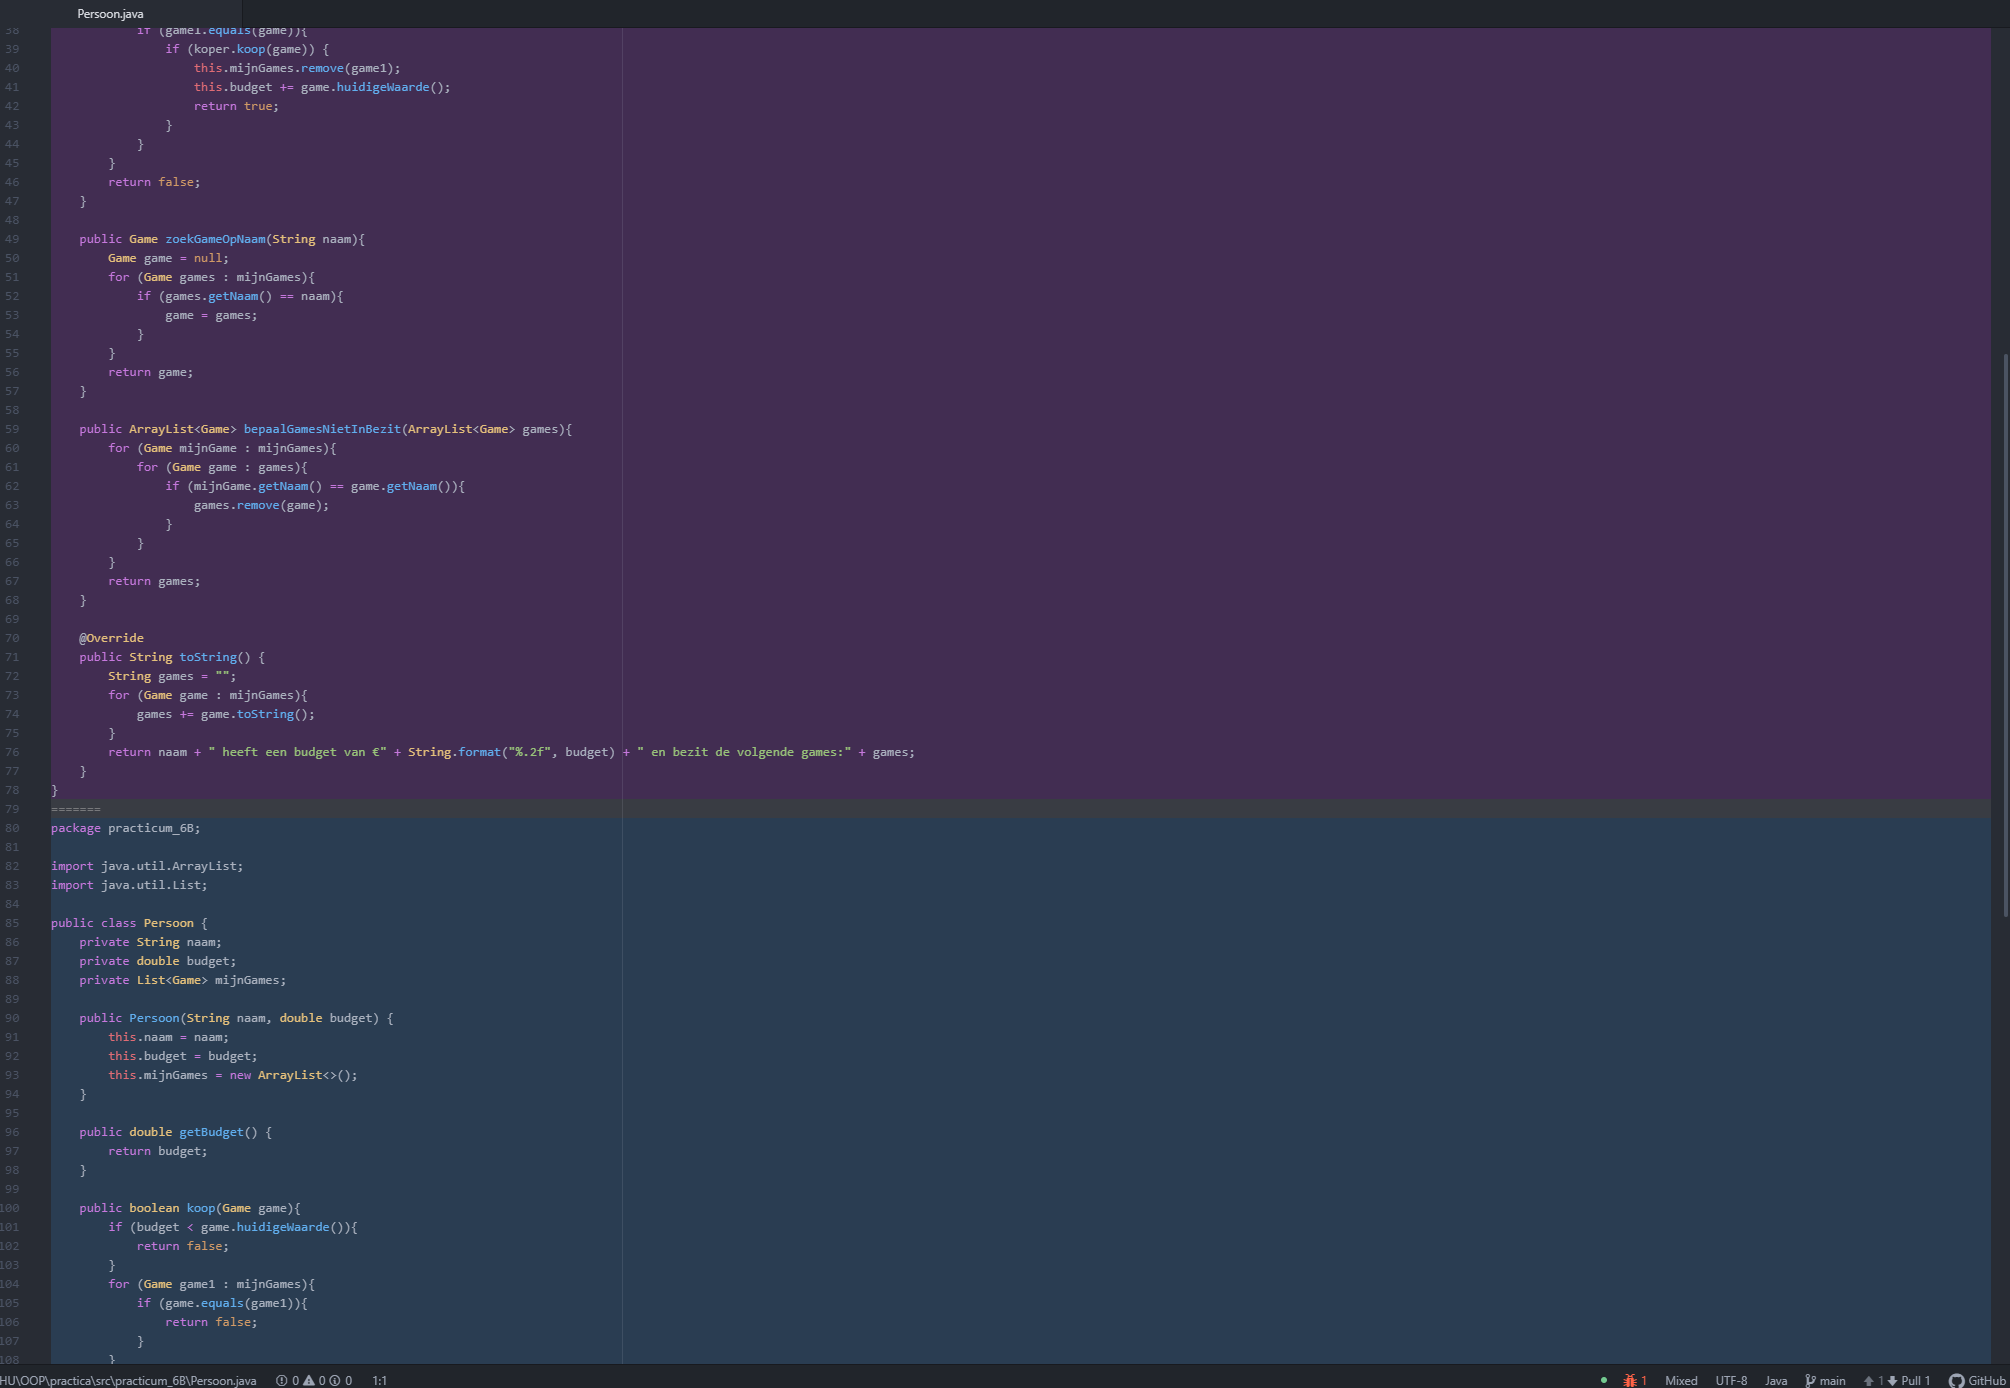 Persoon.java
38 if (game1.equals(game)){
39 if (koper.koop(game)) {
40 this.mijnGames.remove(game1);
41 this.budget += game.huidigeWaarde();
42 return true;
43 }
44 }
45 }
46 return false;
47 }
48
49 public Game zoekGameOpNaam(String naam){
50 Game game = null;
51 for (Game games : mijnGames){
52 if (games.getNaam() == naam){
53 game = games;
54 }
55 }
56 return game;
57 }
58
59 public ArrayList<Game> bepaalGamesNietInBezit(ArrayList<Game> games){
60 for (Game mijnGame : mijnGames){
61 for (Game game : games){
62 if (mijnGame.getNaam() == game.getNaam()){
63 games.remove(game);
64 }
65 }
66 }
67 return games;
68 }
69
70 @Override
71 public String toString() {
72 String games = "";
73 for (Game game : mijnGames){
74 games += game.toString();
75 }
76 return naam + " heeft een budget van €" + String.format("%.2f", budget) + " en bezit de volgende games:" + games;
77 }
78 }
79 =======
80 package practicum_6B;
81
82 import java.util.ArrayList;
83 import java.util.List;
84
85 public class Persoon {
86 private String naam;
87 private double budget;
88 private List<Game> mijnGames;
89
90 public Persoon(String naam, double budget) {
91 this.naam = naam;
92 this.budget = budget;
93 this.mijnGames = new ArrayList<>();
94 }
95
96 public double getBudget() {
97 return budget;
98 }
99
100 public boolean koop(Game game){
101 if (budget < game.huidigeWaarde()){
102 return false;
103 }
104 for (Game game1 : mijnGames){
105 if (game.equals(game1)){
106 return false;
107 }
108 }
HU\OOP\practica\src\practicum_6B\Persoon.java 0 0 0 1:1 1 Mixed UTF-8 Java main 1 Pull 1 GitHub